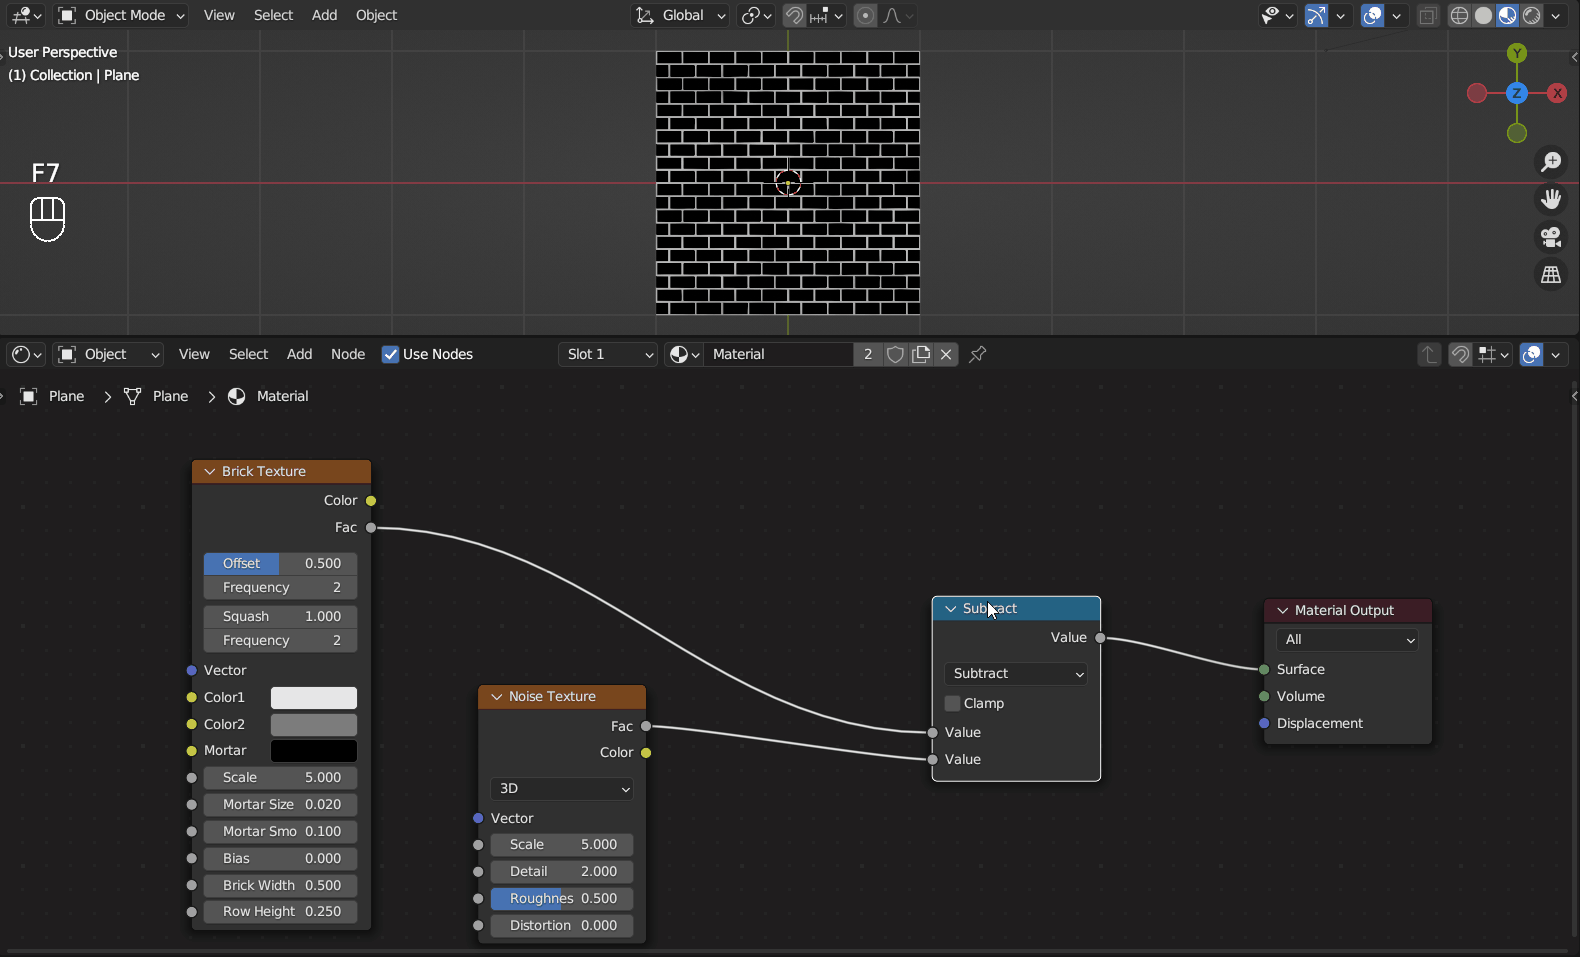 Object Mode View Select Add Object Global
User Perspective
(1) Collection | Plane
Y
Z X
F7
Object View Select Add Node Use Nodes Slot 1 Material 2
Plane Plane Material
Brick Texture
Color
Fac
Offset 0.500
Frequency 2
Squash 1.000
Frequency 2
Vector
Color1
Color2
Mortar
Scale 5.000
Mortar Size 0.020
Mortar Smo 0.100
Bias 0.000
Brick Width 0.500
Row Height 0.250
Noise Texture
Fac
Color
3D
Vector
Scale 5.000
Detail 2.000
Roughnes 0.500
Distortion 0.000
Subtract
Value
Subtract
Clamp
Value
Value
Material Output
All
Surface
Volume
Displacement